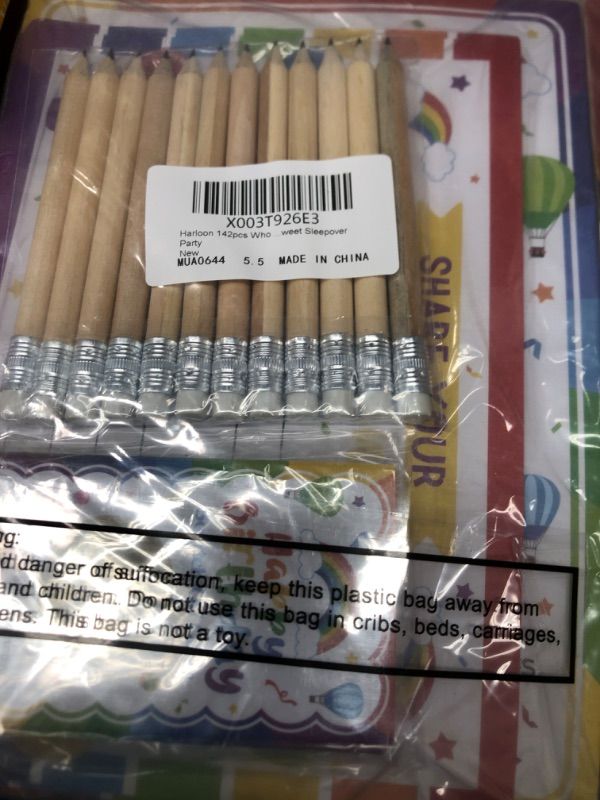 X003T926E3
Harloon 142pcs Who...weet Sleepover
Party
New
MUA0644 5.5 MADE IN CHINA
SHARE YOUR
danger of suffocation, keep this plastic bag away from
and children. Do not use this bag in cribs, beds, carriages,
ens. This bag is not a toy.